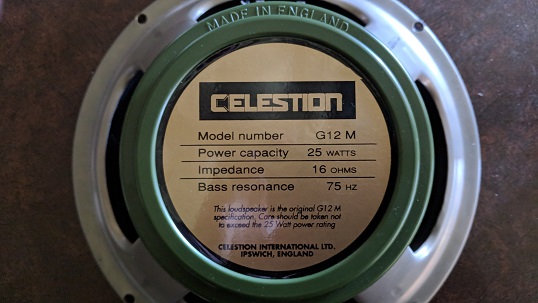 MADE IN ENGLAND
CELESTION
Model number G12 M
Power capacity 25 WATTS
Impedance 16 OHMS
Bass resonance 75 HZ
This loudspeaker is the original G12 M
specification. Care should be taken not
to exceed the 25 Watt power rating
CELESTION INTERNATIONAL LTD.
IPSWICH, ENGLAND